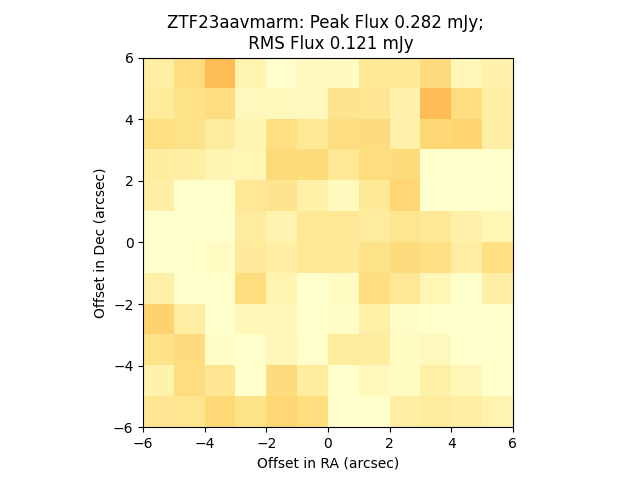 ZTF23aavmarm: Peak Flux 0.282 mJy;
RMS Flux 0.121 mJy
6
4
2
0
−2
−4
−6
Offset in Dec (arcsec)
−6 −4 −2 0 2 4 6
Offset in RA (arcsec)